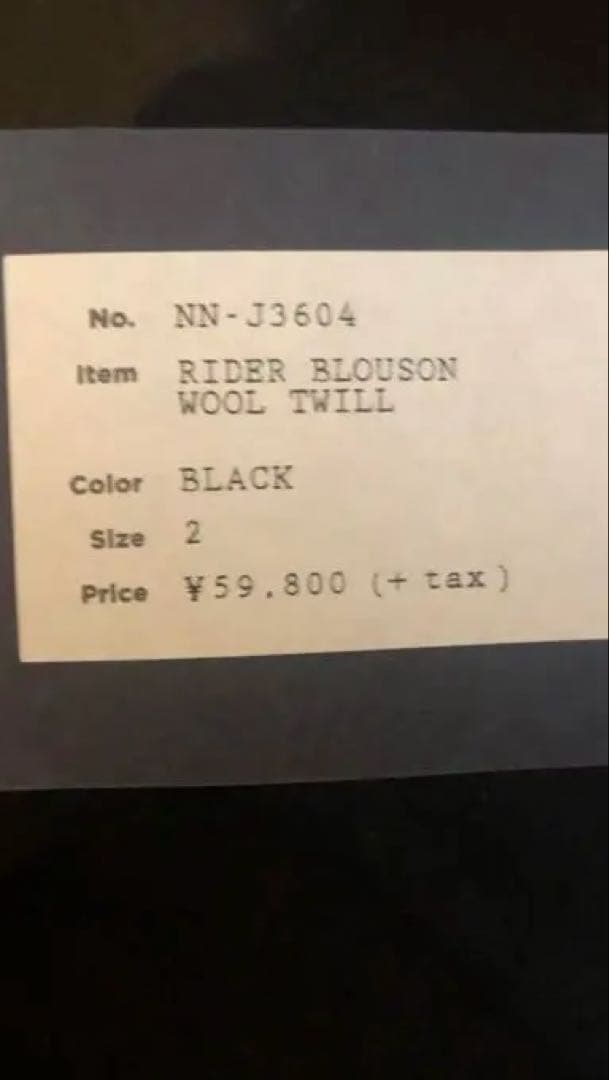 No. NN-J3604
Item RIDER BLOUSON
WOOL TWILL
Color BLACK
Size 2
Price ¥59,800 (+ tax)